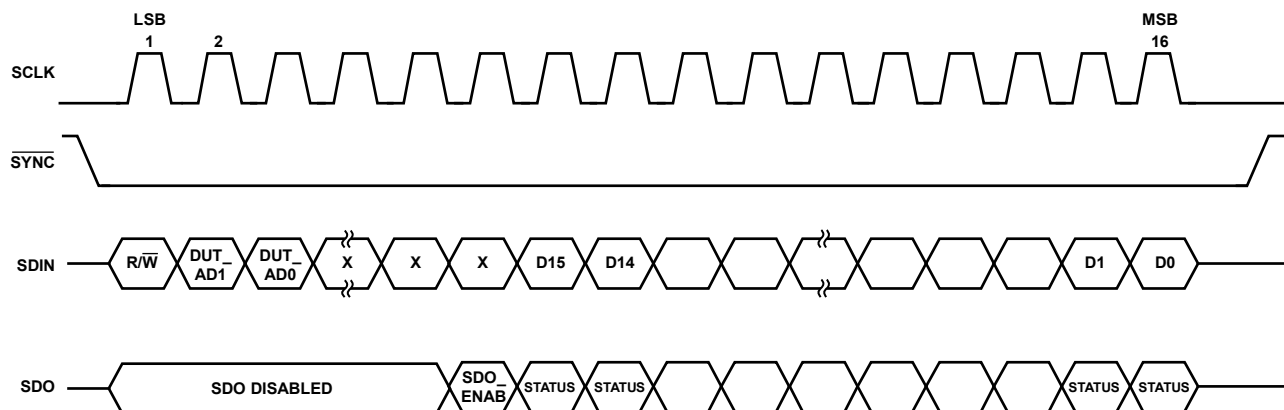 LSB MSB
1 2 16
SCLK
SYNC
R/W DUT_ AD1 DUT_ AD0 X X X D15 D14 D1 D0
SDIN
SDO DISABLED SDO_ ENAB STATUS STATUS STATUS STATUS
SDO